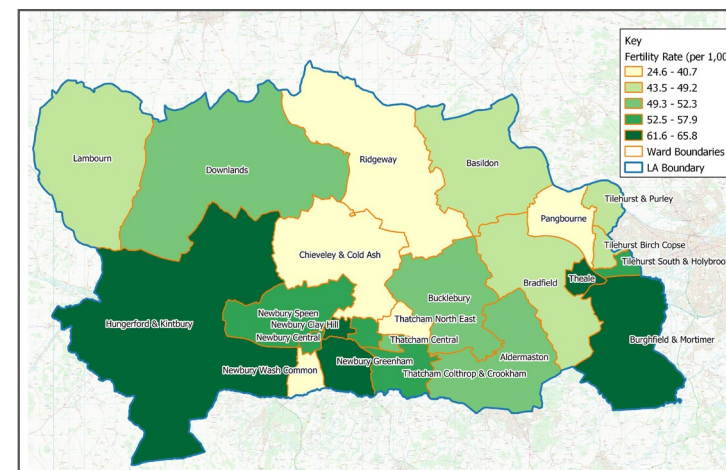 Key
Fertility Rate (per 1,00
24.6 - 40.7
43.5 - 49.2
49.3 - 52.3
52.5 - 57.9
61.6 - 65.8
Ward Boundaries
LA Boundary
Lambourn
Downlands
Ridgeway
Basildon
Tilehurst & Purley
Pangbourne
Tilehurst Birch Copse
Tilehurst South & Holybroo
Chieveley & Cold Ash
Theale
Bradfield
Bucklebury
Newbury Speen
Hungerford & Kintbury
Newbury Clay Hill
Thatcham North East
Newbury Central
Thatcham Central
Burghfield & Mortimer
Aldermaston
Newbury Greenham
Newbury Wash Common
Thatcham Colthrop & Crookham